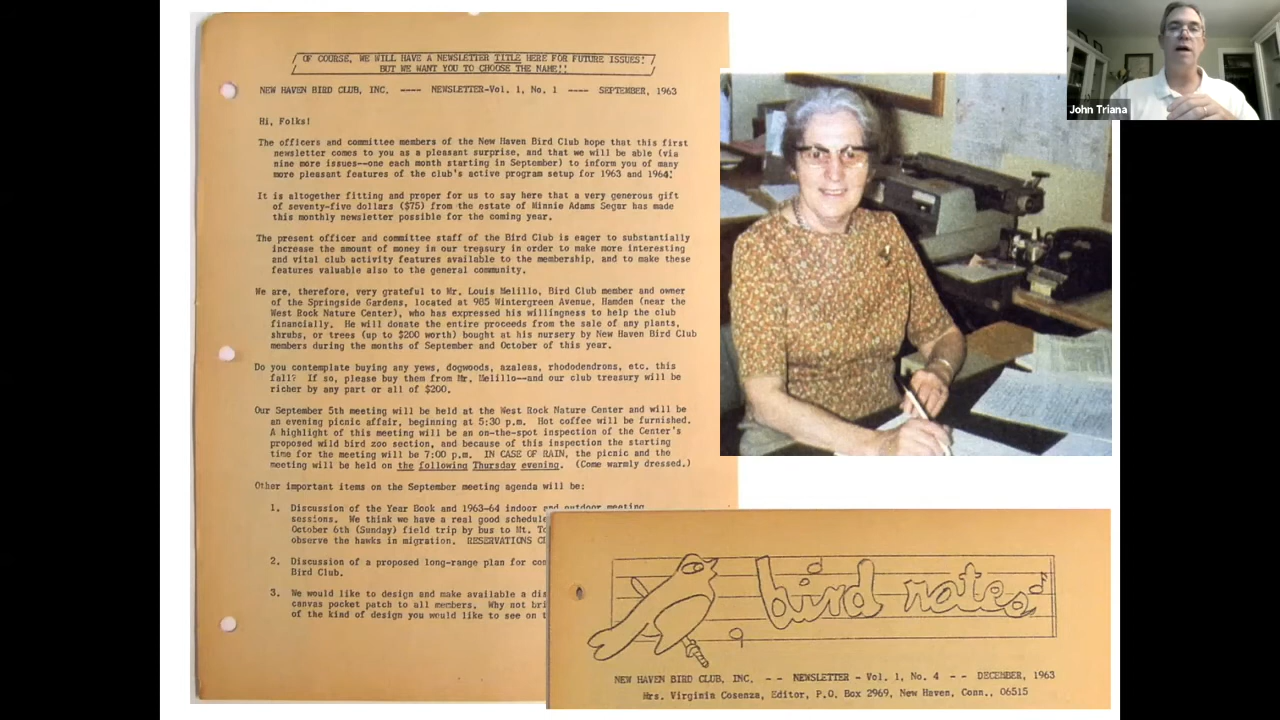 OF COURSE, WE WILL HAVE A NEWSLETTER TITLE HERE FOR FUTURE ISSUES!
BUT WE WANT YOU TO CHOOSE THE NAME!!
NEW HAVEN BIRD CLUB, INC. ---- NEWSLETTER-Vol. 1, No. 1 ---- SEPTEMBER, 1963
Hi, Folks!
The officers and committee members of the New Haven Bird Club hope that this first
newsletter comes to you as a pleasant surprise, and that we will be able (via
nine more issues--one each month starting in September) to inform you of many
more pleasant features of the club's active program setup for 1963 and 1964!
It is altogether fitting and proper for us to say here that a very generous gift
of seventy-five dollars ($75) from the estate of Minnie Adams Segar has made
this monthly newsletter possible for the coming year.
The present officer and committee staff of the Bird Club is eager to substantially
increase the amount of money in our treasury in order to make more interesting
and vital club activity features available to the membership, and to make these
features valuable also to the general community.
We are, therefore, very grateful to Mr. Louis Melillo, Bird Club member and owner
of the Springside Gardens, located at 985 Wintergreen Avenue, Hamden (near the
West Rock Nature Center), who has expressed his willingness to help the club
financially. He will donate the entire proceeds from the sale of any plants,
shrubs, or trees (up to $200 worth) bought at his nursery by New Haven Bird Club
members during the months of September and October of this year.
Do you contemplate buying any yews, dogwoods, azaleas, rhododendrons, etc. this
fall? If so, please buy them from Mr. Melillo--and our club treasury will be
richer by any part or all of $200.
Our September 5th meeting will be held at the West Rock Nature Center and will be
an evening picnic affair, beginning at 5:30 p.m. Hot coffee will be furnished.
A highlight of this meeting will be an on-the-spot inspection of the Center's
proposed wild bird zoo section, and because of this inspection the starting
time for the meeting will be 7:00 p.m. IN CASE OF RAIN, the picnic and the
meeting will be held on the following Thursday evening. (Come warmly dressed.)
Other important items on the September meeting agenda will be:
1. Discussion of the Year Book and 1963-64 indoor and outdoor meeting
sessions. We think we have a real good schedule
October 6th (Sunday) field trip by bus to Mt.
observe the hawks in migration. RESERVATIONS
2. Discussion of a proposed long-range plan for
Bird Club.
3. We would like to design and make available a
canvas pocket patch to all members. Why not
of the kind of design you would like to see on
bird notes
NEW HAVEN BIRD CLUB, INC. -- NEWSLETTER - Vol. 1, No. 4 -- DECEMBER, 1963
Mrs. Virginia Cosenza, Editor, P.O. Box 2969, New Haven, Conn., 06515
John Triana